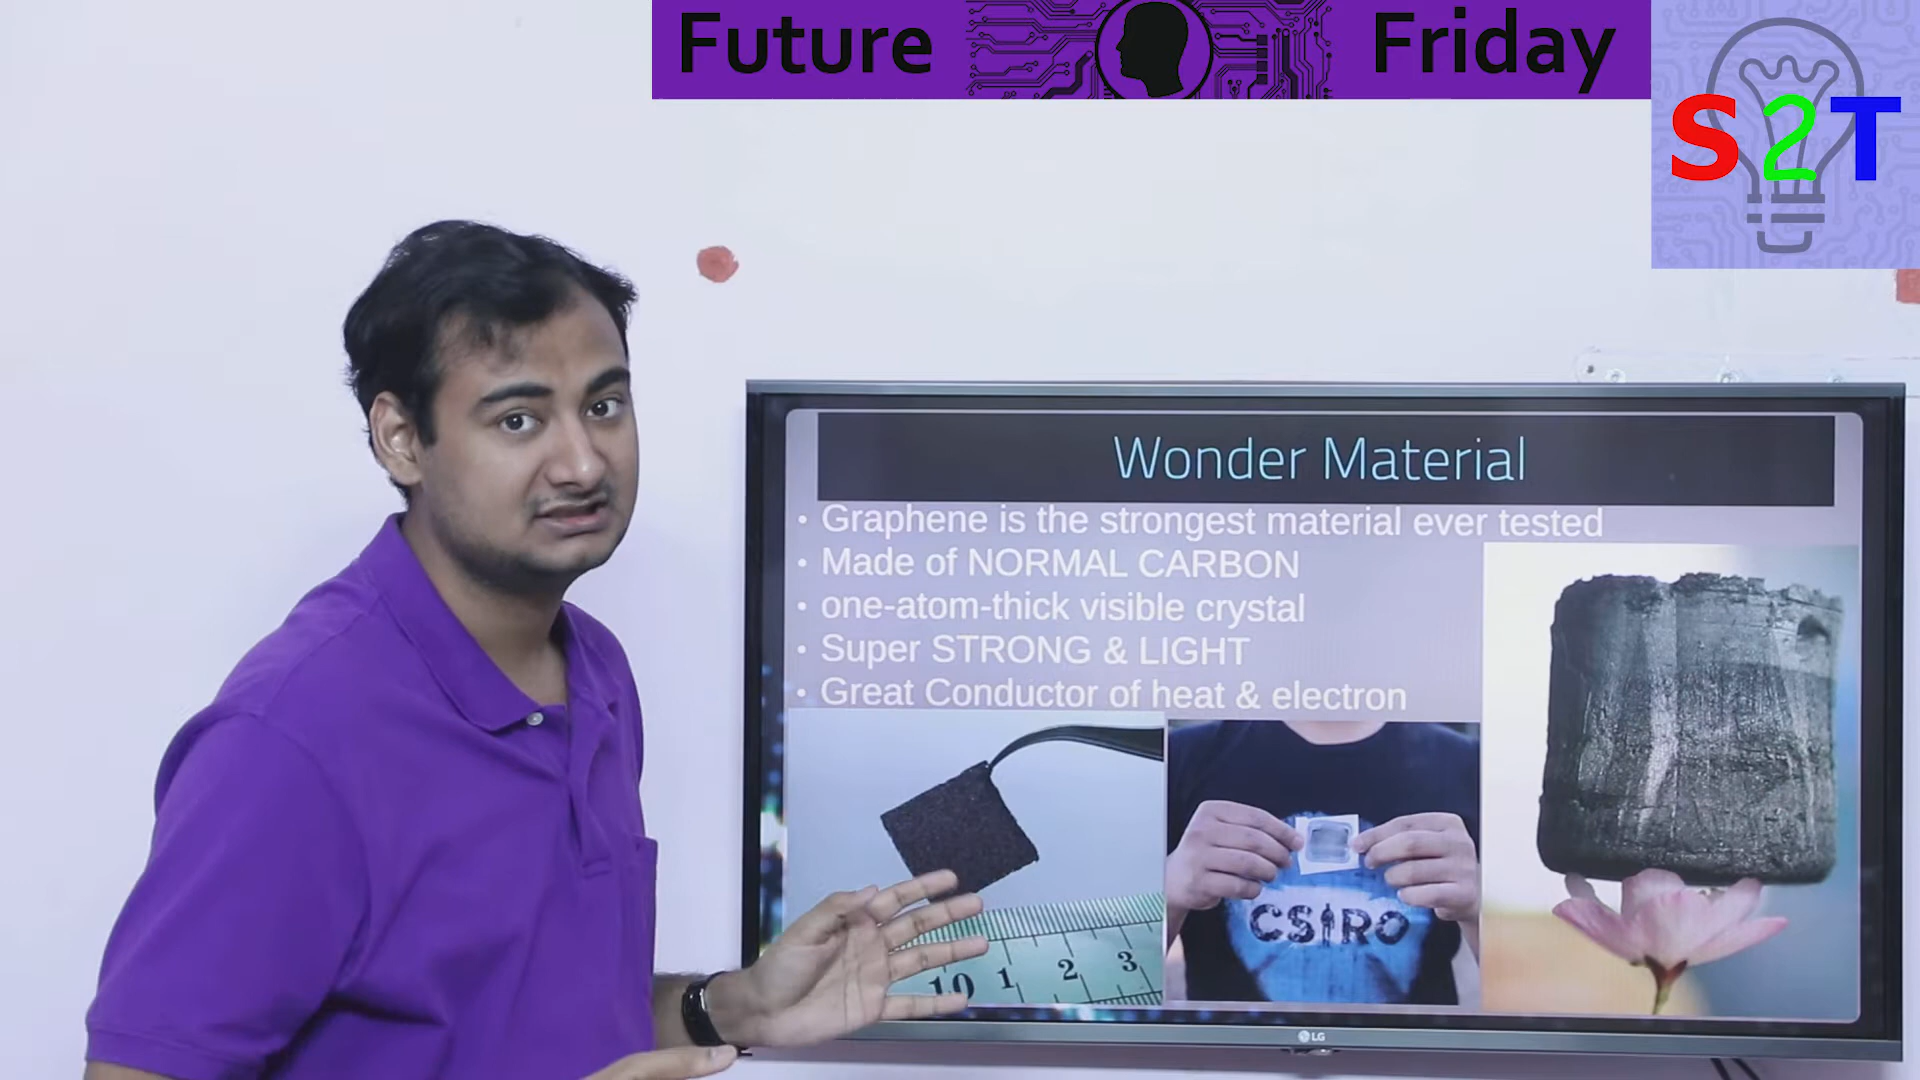 Future Friday
S2T
Wonder Material
• Graphene is the strongest material ever tested
• Made of NORMAL CARBON
• one-atom-thick visible crystal
• Super STRONG & LIGHT
• Great Conductor of heat & electron
CSIRO
10 1 2 3
LG